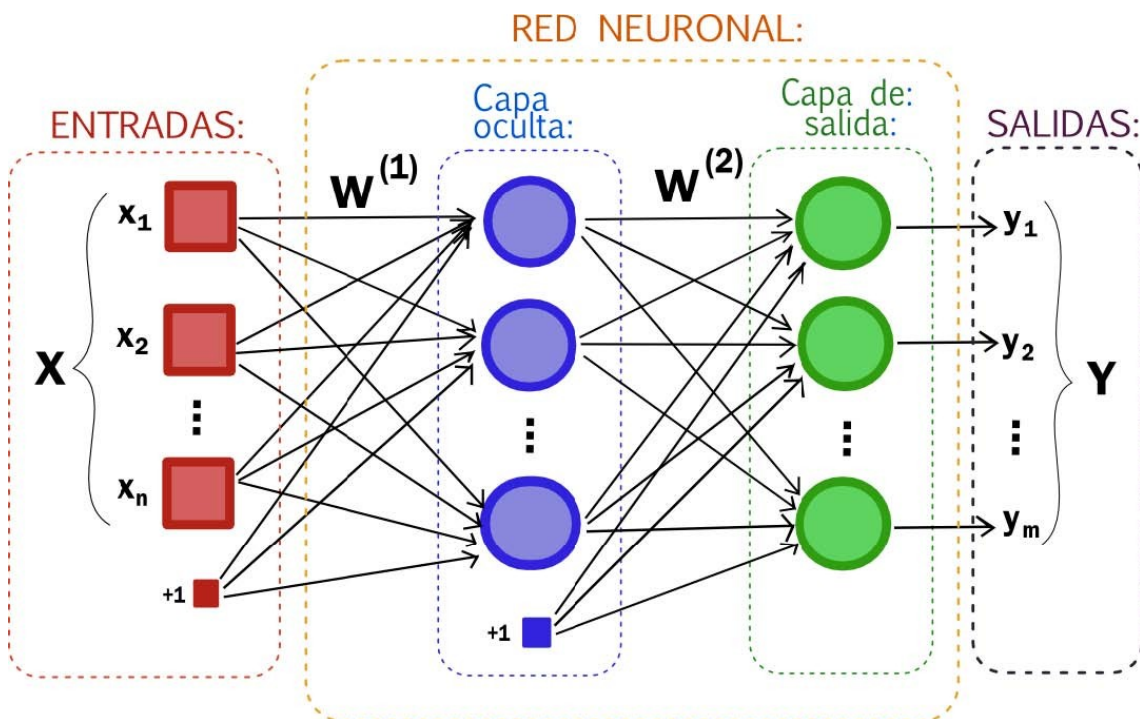 RED NEURONAL:
ENTRADAS:
Capa
oculta:
Capa de:
salida:
SALIDAS:
W(1)
W(2)
X
x1
x2
⋮
xn
+1
⋮
+1
⋮
y1
y2
⋮
ym
Y